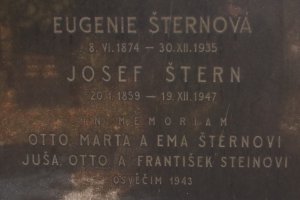 EUGENIE ŠTERNOVÁ
8. VI. 1874 — 30. XII. 1935
JOSEF ŠTERN
20. I. 1859 — 19. XII. 1947
IN MEMORIAM
OTTO, MARTA A EMA ŠTERNOVI
JUŠA, OTTO A FRANTIŠEK STEINOVI
OSVĚČIM 1943